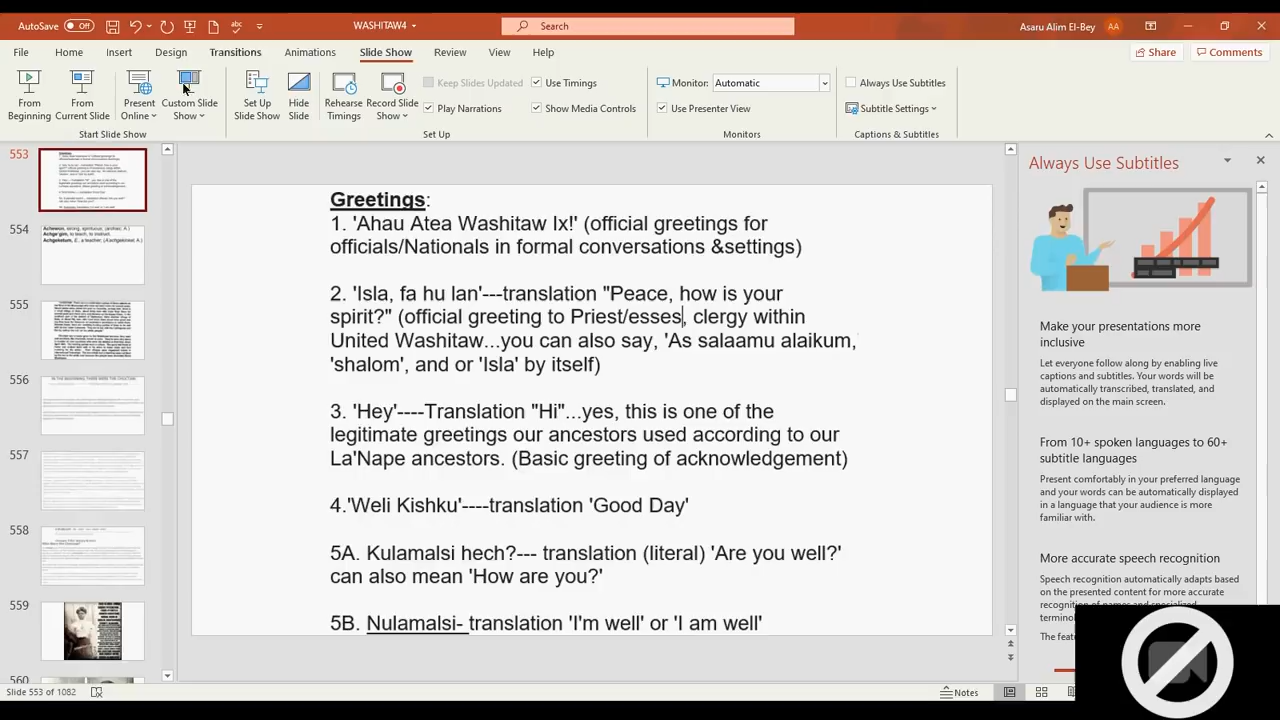 AutoSave Off
WASHITAW4
Search
Asaru Alim El-Bey AA
File Home Insert Design Transitions Animations Slide Show Review View Help
Share Comments
From Beginning
From Current Slide
Present Online
Custom Slide Show
Start Slide Show
Set Up Slide Show
Hide Slide
Rehearse Timings
Record Slide Show
Keep Slides Updated
Play Narrations
Use Timings
Show Media Controls
Set Up
Monitor: Automatic
Use Presenter View
Monitors
Always Use Subtitles
Subtitle Settings
Captions & Subtitles
553
554
555
556
557
558
559
560
Greetings:
1. 'Ahau Atea Washitaw Ix!' (official greetings for
officials/Nationals in formal conversations &settings)
2. 'Isla, fa hu lan'---translation "Peace, how is your
spirit?" (official greeting to Priest/esses, clergy within
United Washitaw...you can also say, 'As salaamu alaikum,
'shalom', and or 'Isla' by itself)
3. 'Hey'----Translation "Hi"...yes, this is one of the
legitimate greetings our ancestors used according to our
La'Nape ancestors. (Basic greeting of acknowledgement)
4.'Weli Kishku'----translation 'Good Day'
5A. Kulamalsi hech?--- translation (literal) 'Are you well?'
can also mean 'How are you?'
5B. Nulamalsi- translation 'I'm well' or 'I am well'
Always Use Subtitles
Make your presentations more
inclusive
Let everyone follow along by enabling live
captions and subtitles. Your words will be
automatically transcribed, translated, and
displayed on the main screen.
From 10+ spoken languages to 60+
subtitle languages
Present comfortably in your preferred language
and your words can be automatically displayed
in a language that your audience is more
familiar with.
More accurate speech recognition
Speech recognition automatically adapts based
on the presented content for more accurate
The
Slide 553 of 1082
Notes